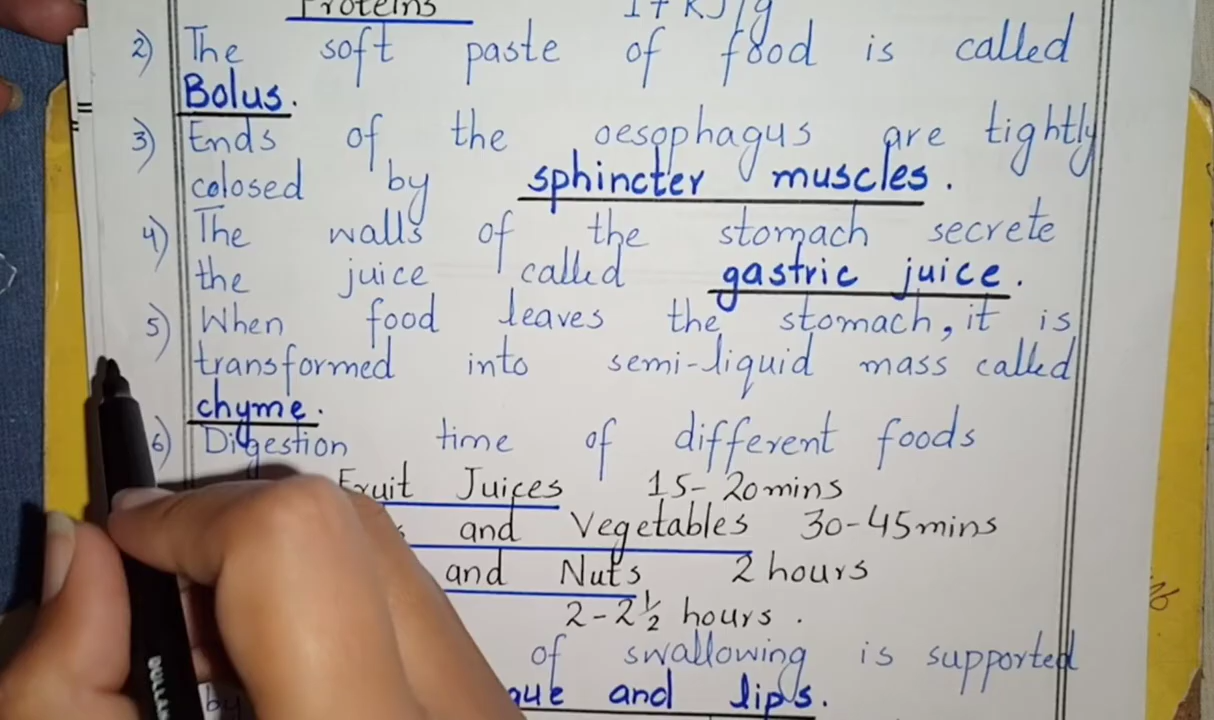 Proteins 17 KJ/g
2) The soft paste of food is called
Bolus.
3) Ends of the oesophagus are tightly
colosed by sphincter muscles.
4) The walls of the stomach secrete
the juice called gastric juice.
5) When food leaves the stomach, it is
transformed into semi-liquid mass called
chyme.
6) Digestion time of different foods
Fruit Juices 15-20mins
and Vegetables 30-45mins
and Nuts 2 hours
2-2½ hours.
of swallowing is supported
by and lips.